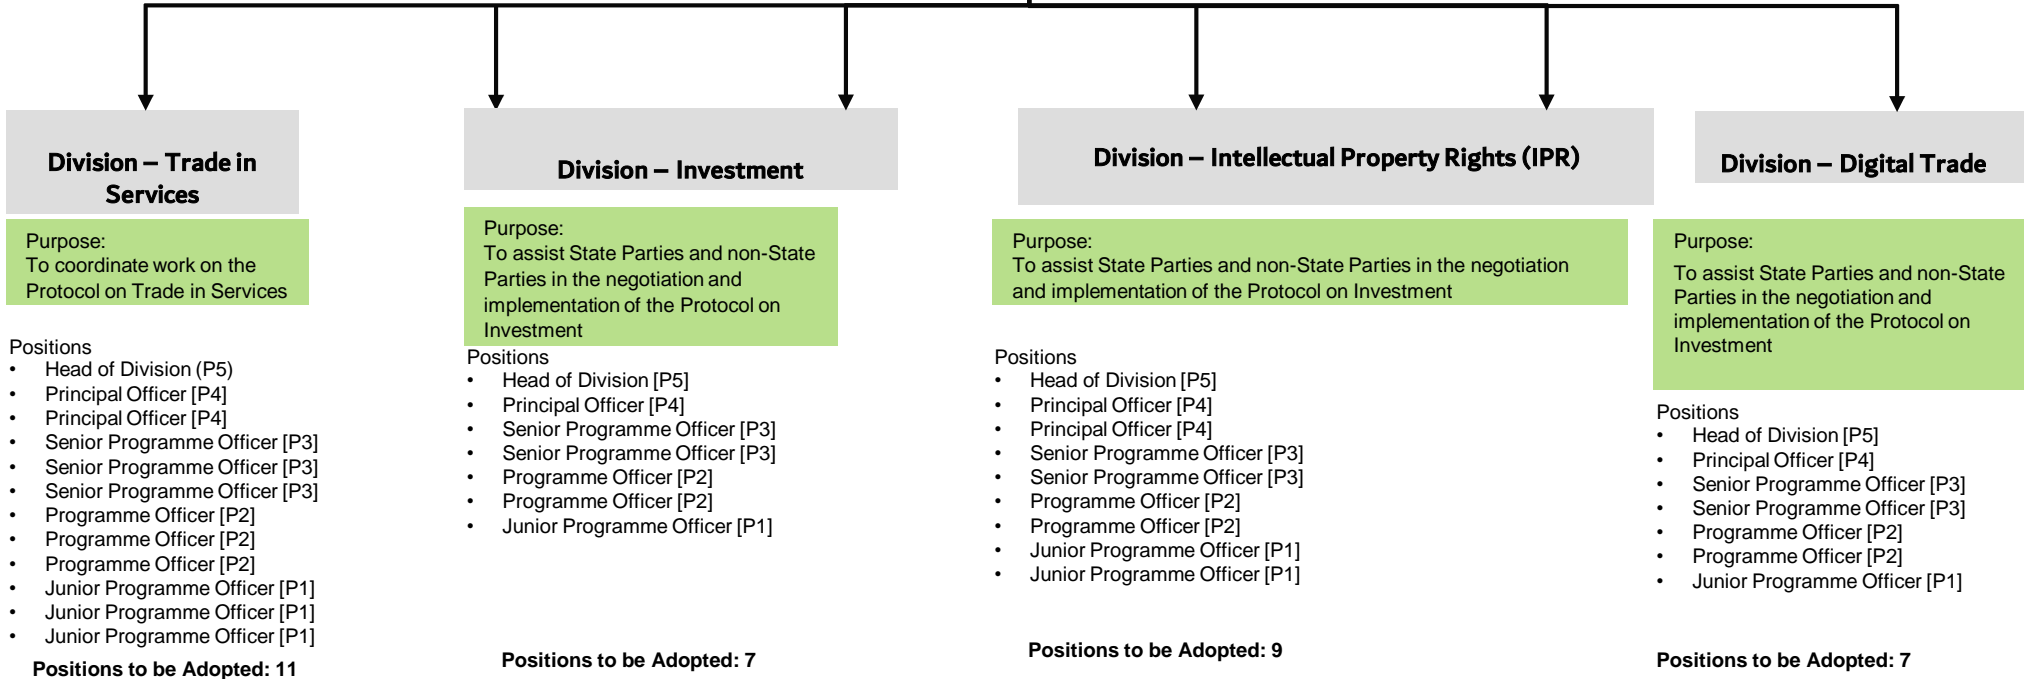 Division – Trade in
Services
Purpose:
To coordinate work on the
Protocol on Trade in Services
Positions
• Head of Division (P5)
• Principal Officer [P4]
• Principal Officer [P4]
• Senior Programme Officer [P3]
• Senior Programme Officer [P3]
• Senior Programme Officer [P3]
• Programme Officer [P2]
• Programme Officer [P2]
• Programme Officer [P2]
• Junior Programme Officer [P1]
• Junior Programme Officer [P1]
• Junior Programme Officer [P1]
Positions to be Adopted: 11
Division – Investment
Purpose:
To assist State Parties and non-State
Parties in the negotiation and
implementation of the Protocol on
Investment
Positions
• Head of Division [P5]
• Principal Officer [P4]
• Senior Programme Officer [P3]
• Senior Programme Officer [P3]
• Programme Officer [P2]
• Programme Officer [P2]
• Junior Programme Officer [P1]
Positions to be Adopted: 7
Division – Intellectual Property Rights (IPR)
Purpose:
To assist State Parties and non-State Parties in the negotiation
and implementation of the Protocol on Investment
Positions
• Head of Division [P5]
• Principal Officer [P4]
• Principal Officer [P4]
• Senior Programme Officer [P3]
• Senior Programme Officer [P3]
• Programme Officer [P2]
• Programme Officer [P2]
• Junior Programme Officer [P1]
• Junior Programme Officer [P1]
Positions to be Adopted: 9
Division – Digital Trade
Purpose:
To assist State Parties and non-State
Parties in the negotiation and
implementation of the Protocol on
Investment
Positions
• Head of Division [P5]
• Principal Officer [P4]
• Senior Programme Officer [P3]
• Senior Programme Officer [P3]
• Programme Officer [P2]
• Programme Officer [P2]
• Junior Programme Officer [P1]
Positions to be Adopted: 7